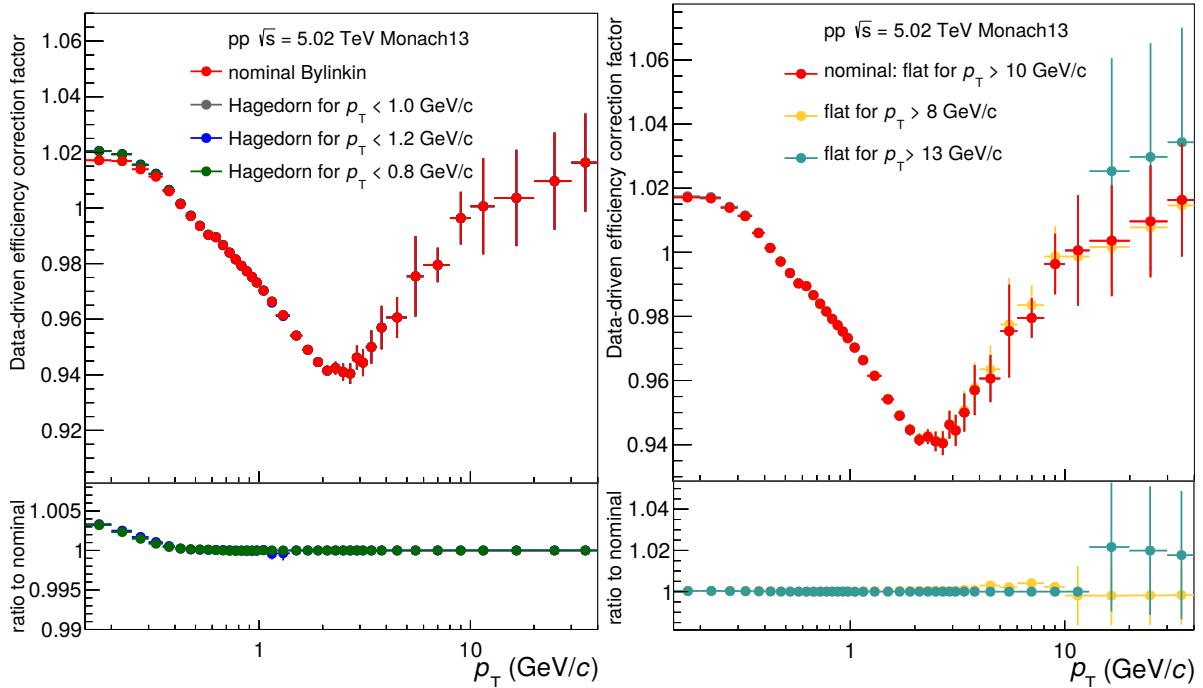 Data-driven efficiency correction factor
1.06
1.04
1.02
1
0.98
0.96
0.94
0.92
pp √s = 5.02 TeV Monach13
nominal Bylinkin
Hagedorn for pT < 1.0 GeV/c
Hagedorn for pT < 1.2 GeV/c
Hagedorn for pT < 0.8 GeV/c
ratio to nominal
1.005
1
0.995
0.99
1
10
pT (GeV/c)
Data-driven efficiency correction factor
1.06
1.04
1.02
1
0.98
0.96
0.94
pp √s = 5.02 TeV Monach13
nominal: flat for pT > 10 GeV/c
flat for pT > 8 GeV/c
flat for pT > 13 GeV/c
ratio to nominal
1.04
1.02
1
1
10
pT (GeV/c)